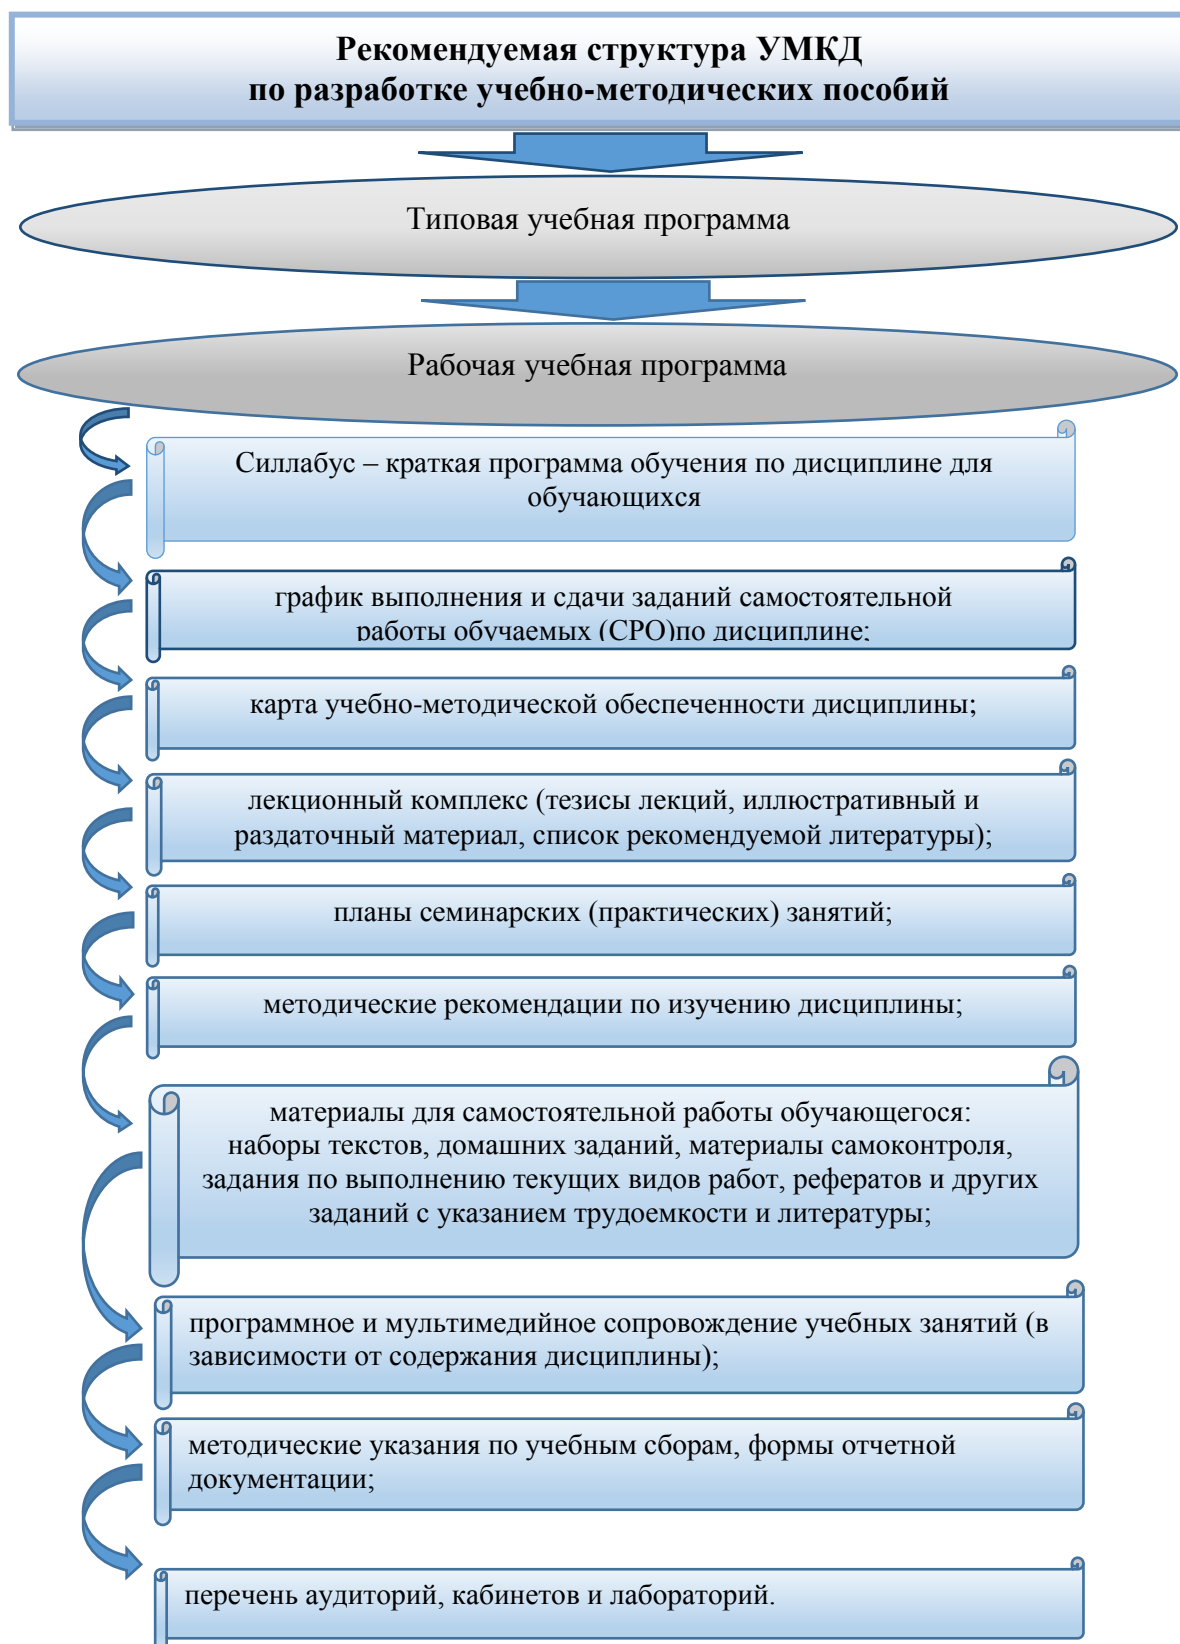 Рекомендуемая структура УМКД
по разработке учебно-методических пособий
Типовая учебная программа
Рабочая учебная программа
Силлабус – краткая программа обучения по дисциплине для
обучающихся
график выполнения и сдачи заданий самостоятельной
работы обучаемых (СРО)по дисциплине;
карта учебно-методической обеспеченности дисциплины;
лекционный комплекс (тезисы лекций, иллюстративный и
раздаточный материал, список рекомендуемой литературы);
планы семинарских (практических) занятий;
методические рекомендации по изучению дисциплины;
материалы для самостоятельной работы обучающегося:
наборы текстов, домашних заданий, материалы самоконтроля,
задания по выполнению текущих видов работ, рефератов и других
заданий с указанием трудоемкости и литературы;
программное и мультимедийное сопровождение учебных занятий (в
зависимости от содержания дисциплины);
методические указания по учебным сборам, формы отчетной
документации;
перечень аудиторий, кабинетов и лабораторий.